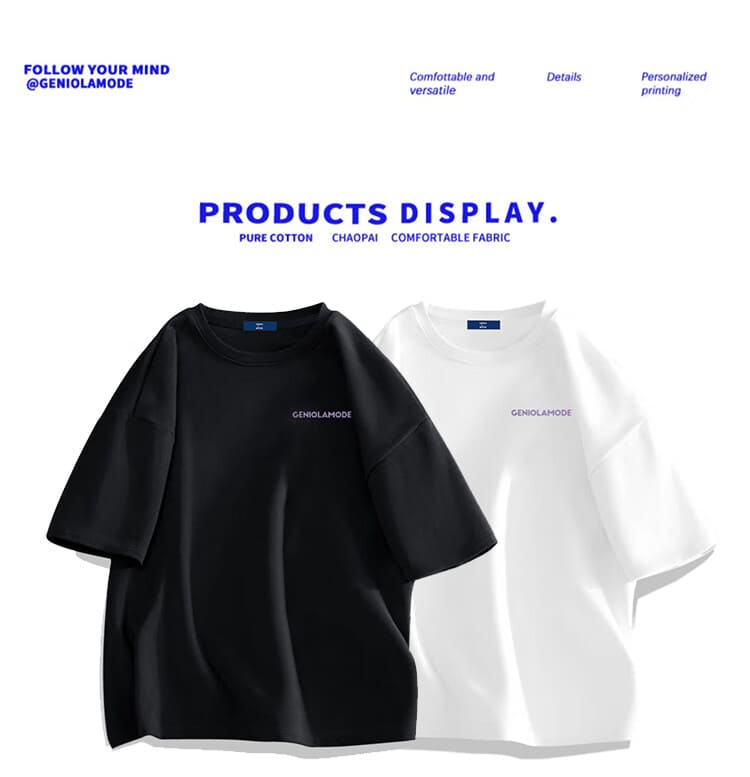 FOLLOW YOUR MIND
@GENIOLAMODE
Comfottable and
versatile
Details
Personalized
printing
PRODUCTS DISPLAY.
PURE COTTON CHAOPAI COMFORTABLE FABRIC
GENIOLAMODE
GENIOLAMODE